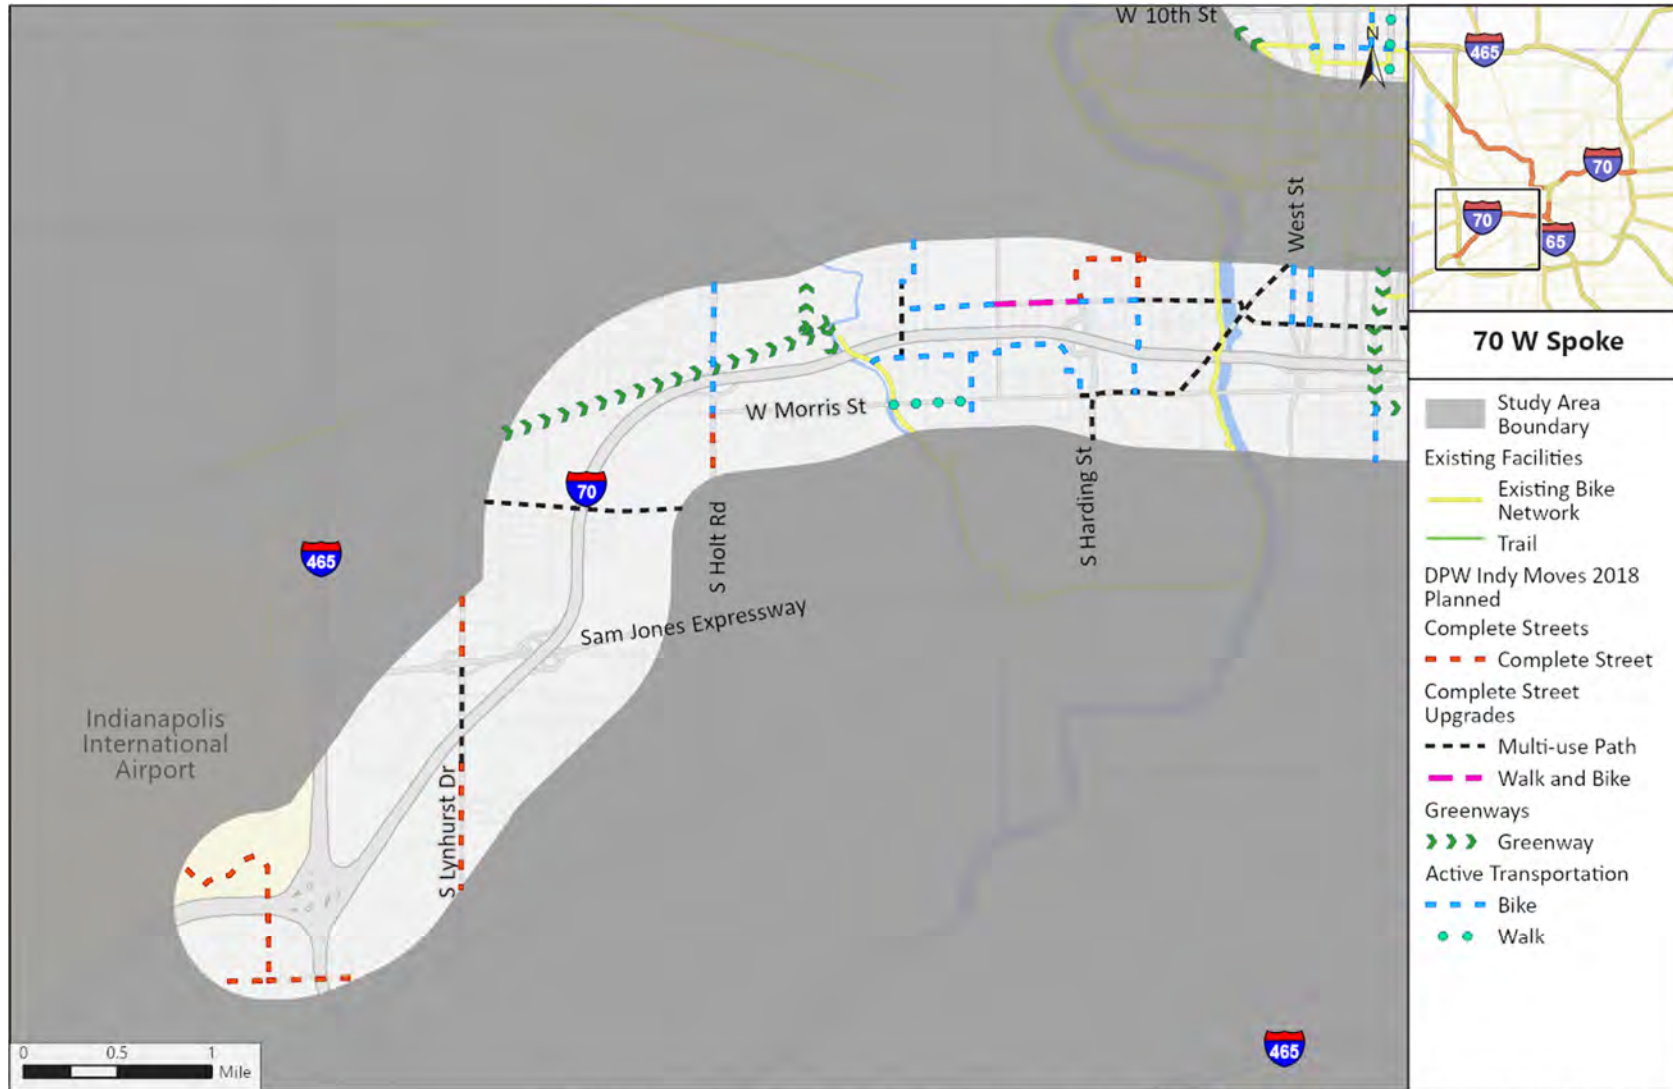 W 10th St
N
West St
W Morris St
70
S Holt Rd
S Harding St
465
Sam Jones Expressway
Indianapolis
International
Airport
S Lynhurst Dr
465
0 0.5 1
Mile
465
70
70
65
70 W Spoke
Study Area
Boundary
Existing Facilities
Existing Bike
Network
Trail
DPW Indy Moves 2018
Planned
Complete Streets
Complete Street
Complete Street
Upgrades
Multi-use Path
Walk and Bike
Greenways
Greenway
Active Transportation
Bike
Walk